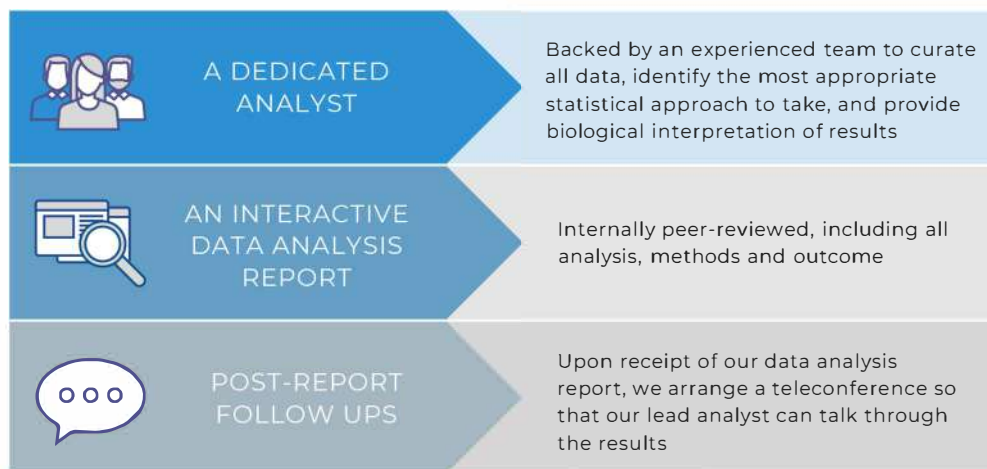 A DEDICATED
ANALYST
Backed by an experienced team to curate
all data, identify the most appropriate
statistical approach to take, and provide
biological interpretation of results
AN INTERACTIVE
DATA ANALYSIS
REPORT
Internally peer-reviewed, including all
analysis, methods and outcome
POST-REPORT
FOLLOW UPS
Upon receipt of our data analysis
report, we arrange a teleconference so
that our lead analyst can talk through
the results